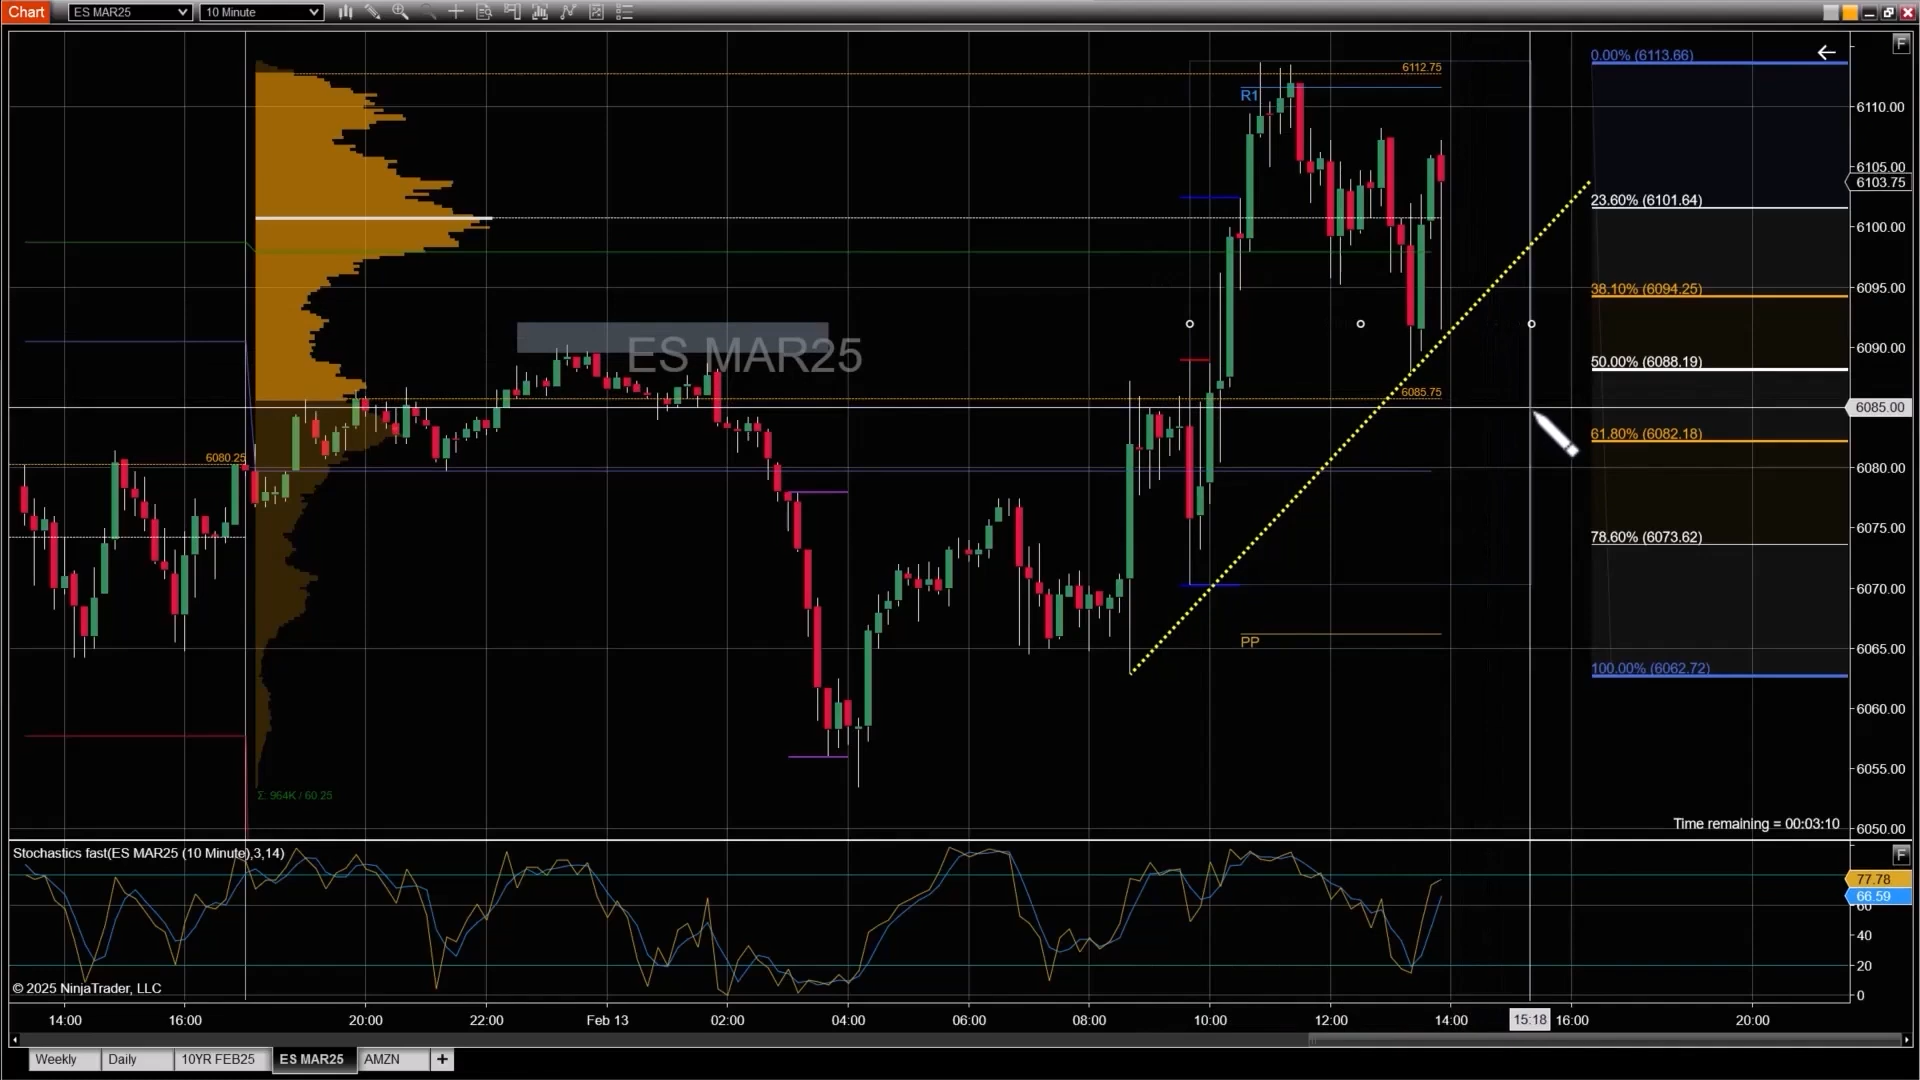 Chart ES MAR25 10 Minute
F
0.00% (6113.66)
6112.75
R1
6110.00
6105.00
6103.75
23.60% (6101.64)
6100.00
38.10% (6094.25)
6095.00
ES MAR25
6090.00
50.00% (6088.19)
6085.75
6085.00
61.80% (6082.18)
6080.25
6080.00
6075.00
78.60% (6073.62)
6070.00
PP
6065.00
100.00% (6062.72)
6060.00
6055.00
Σ: 964K / 60.25
Time remaining = 00:03:10
6050.00
Stochastics fast(ES MAR25 (10 Minute),3,14)
F
77.78
66.59
60
40
20
© 2025 NinjaTrader, LLC
0
14:00 16:00 20:00 22:00 Feb 13 02:00 04:00 06:00 08:00 10:00 12:00 14:00 15:18 16:00 20:00
Weekly Daily 10YR FEB25 ES MAR25 AMZN +